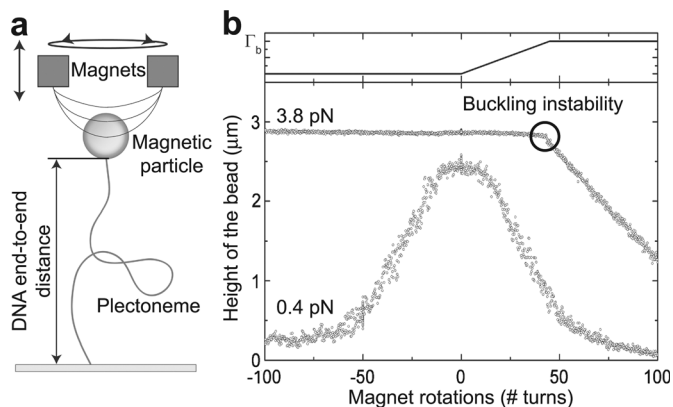 a
Magnets
Magnetic
particle
DNA end-to-end
distance
Plectoneme
b
Γb
3.8 pN
Buckling instability
0.4 pN
Height of the bead (μm)
3
2
1
0
-100 -50 0 50 100
Magnet rotations (# turns)